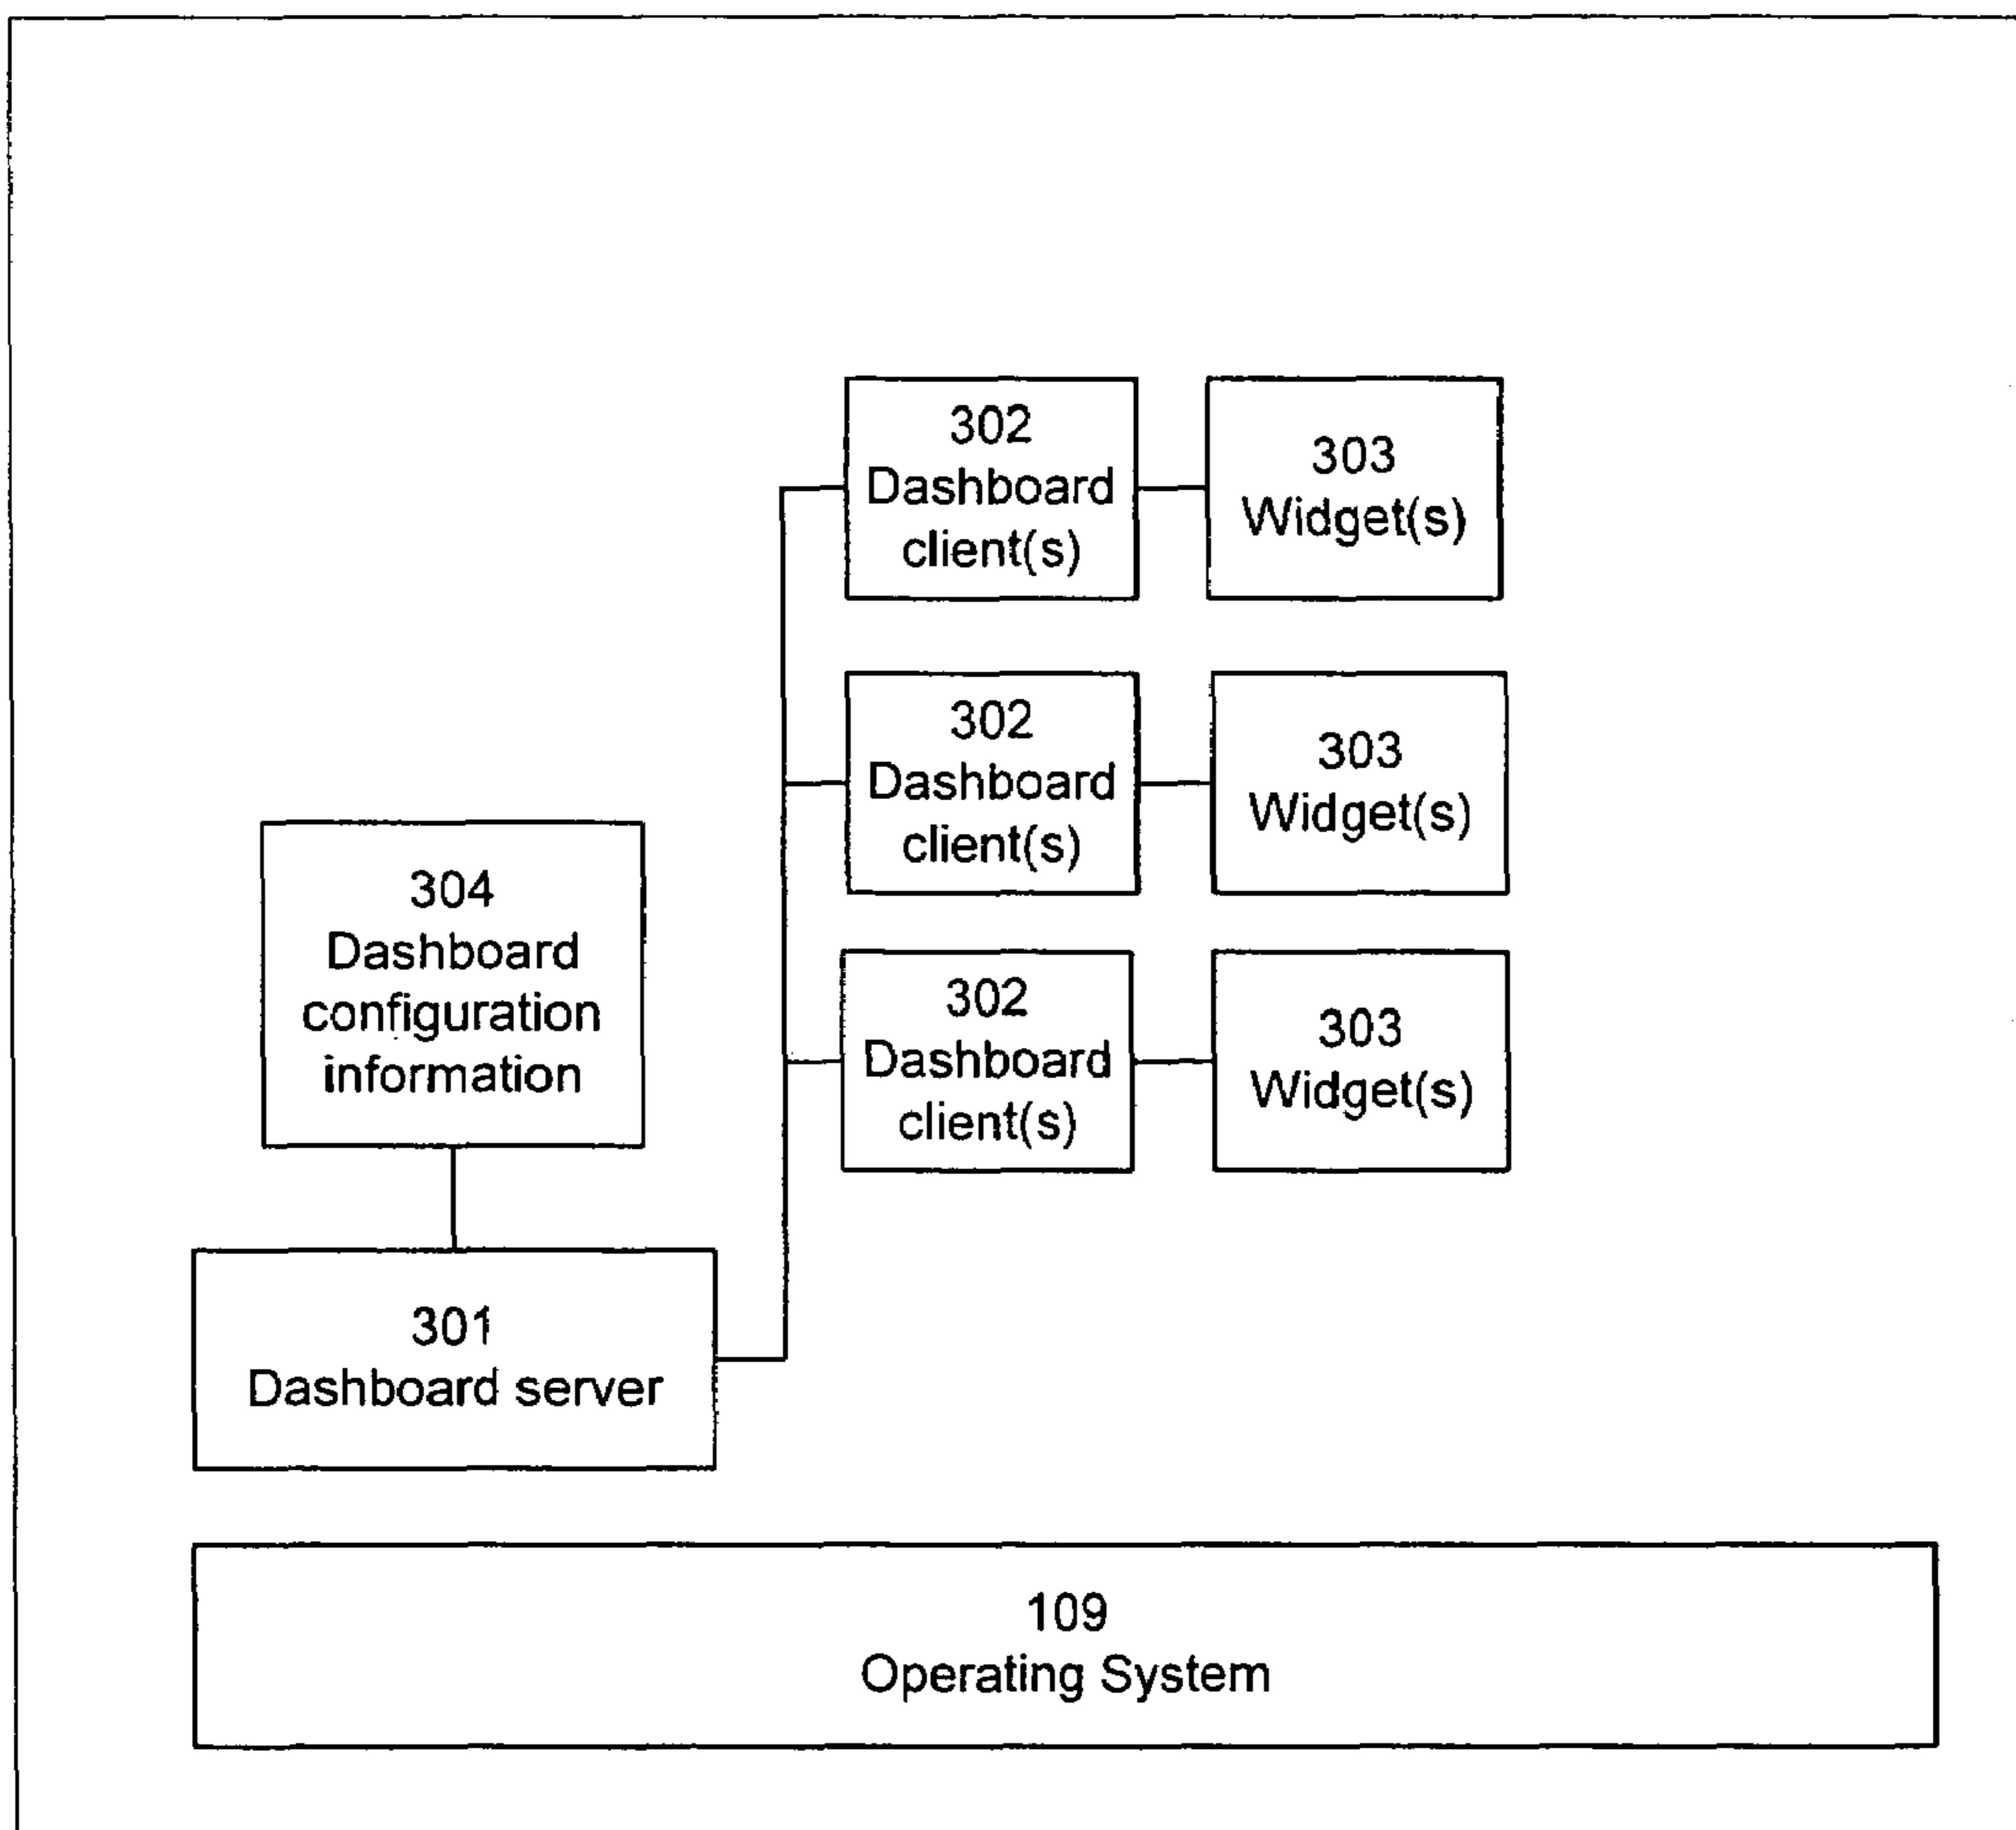 302
Dashboard
client(s)
303
Widget(s)
302
Dashboard
client(s)
303
Widget(s)
304
Dashboard
configuration
information
302
Dashboard
client(s)
303
Widget(s)
301
Dashboard server
109
Operating System